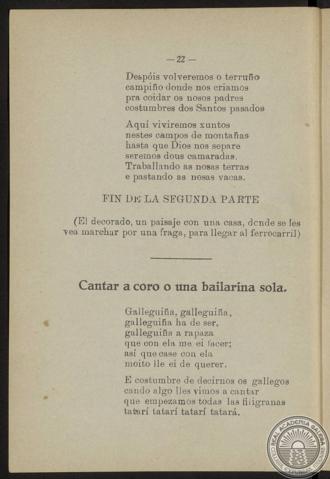 — 22 —
Despóis volveremos o terruño
campiño donde nos criamos
pra coidar os nosos padres
costumbres dos Santos pasados
Aquí viviremos xuntos
nestes campos de montañas
hasta que Dios nos separe
seremos dous camaradas.
Traballando as nosas terras
e pastando as nosas vacas.
FIN DE LA SEGUNDA PARTE
(El decorado, un paisaje con una casa, donde se les
vea marchar por una fraga, para llegar al ferrocarril)
Cantar a coro o una bailarina sola.
Galleguiña, galleguiña,
galleguiña ha de ser,
galleguiña a rapaza
que con ela me ei facer;
así que case con ela
moito lle ei de querer.
E costumbre de decirnos os gallegos
cando algo lles vimos a cantar
que empezamos todas las filigranas
tatarí tatarí tatarí tatará.
REAL ACADEMIA GALEGA